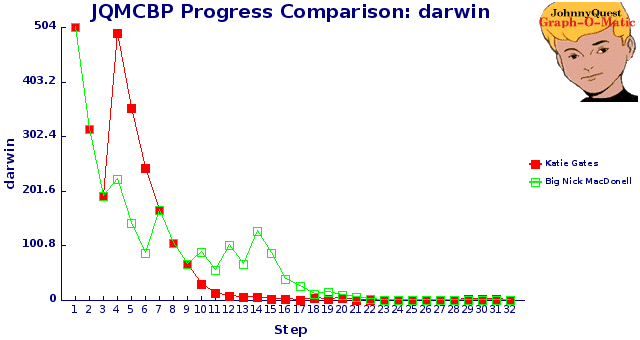 JQMCBP Progress Comparison: darwin
JohnnyQuest
Graph-O-Matic
504
403.2
302.4
201.6
100.8
0
darwin
1 2 3 4 5 6 7 8 9 10 11 12 13 14 15 16 17 18 19 20 21 22 23 24 25 26 27 28 29 30 31 32
Step
Katie Gates
Big Nick MacDonell